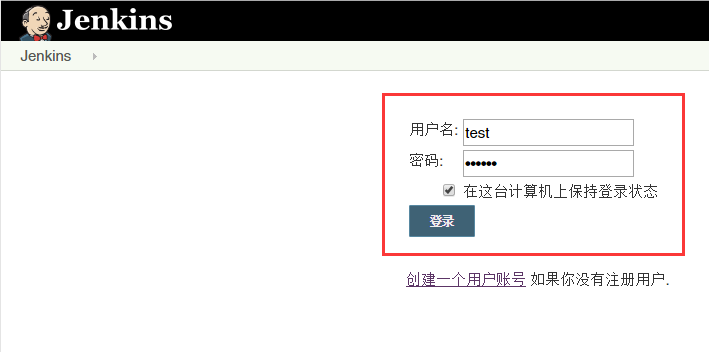 Jenkins
Jenkins
用户名: test
密码: ••••••
在这台计算机上保持登录状态
登录
创建一个用户账号 如果你没有注册用户.